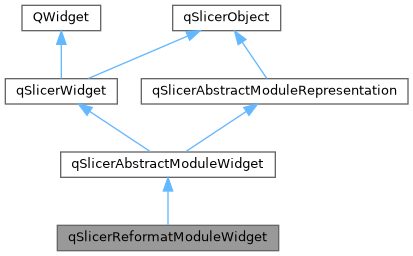 QWidget
qSlicerObject
qSlicerWidget
qSlicerAbstractModuleRepresentation
qSlicerAbstractModuleWidget
qSlicerReformatModuleWidget